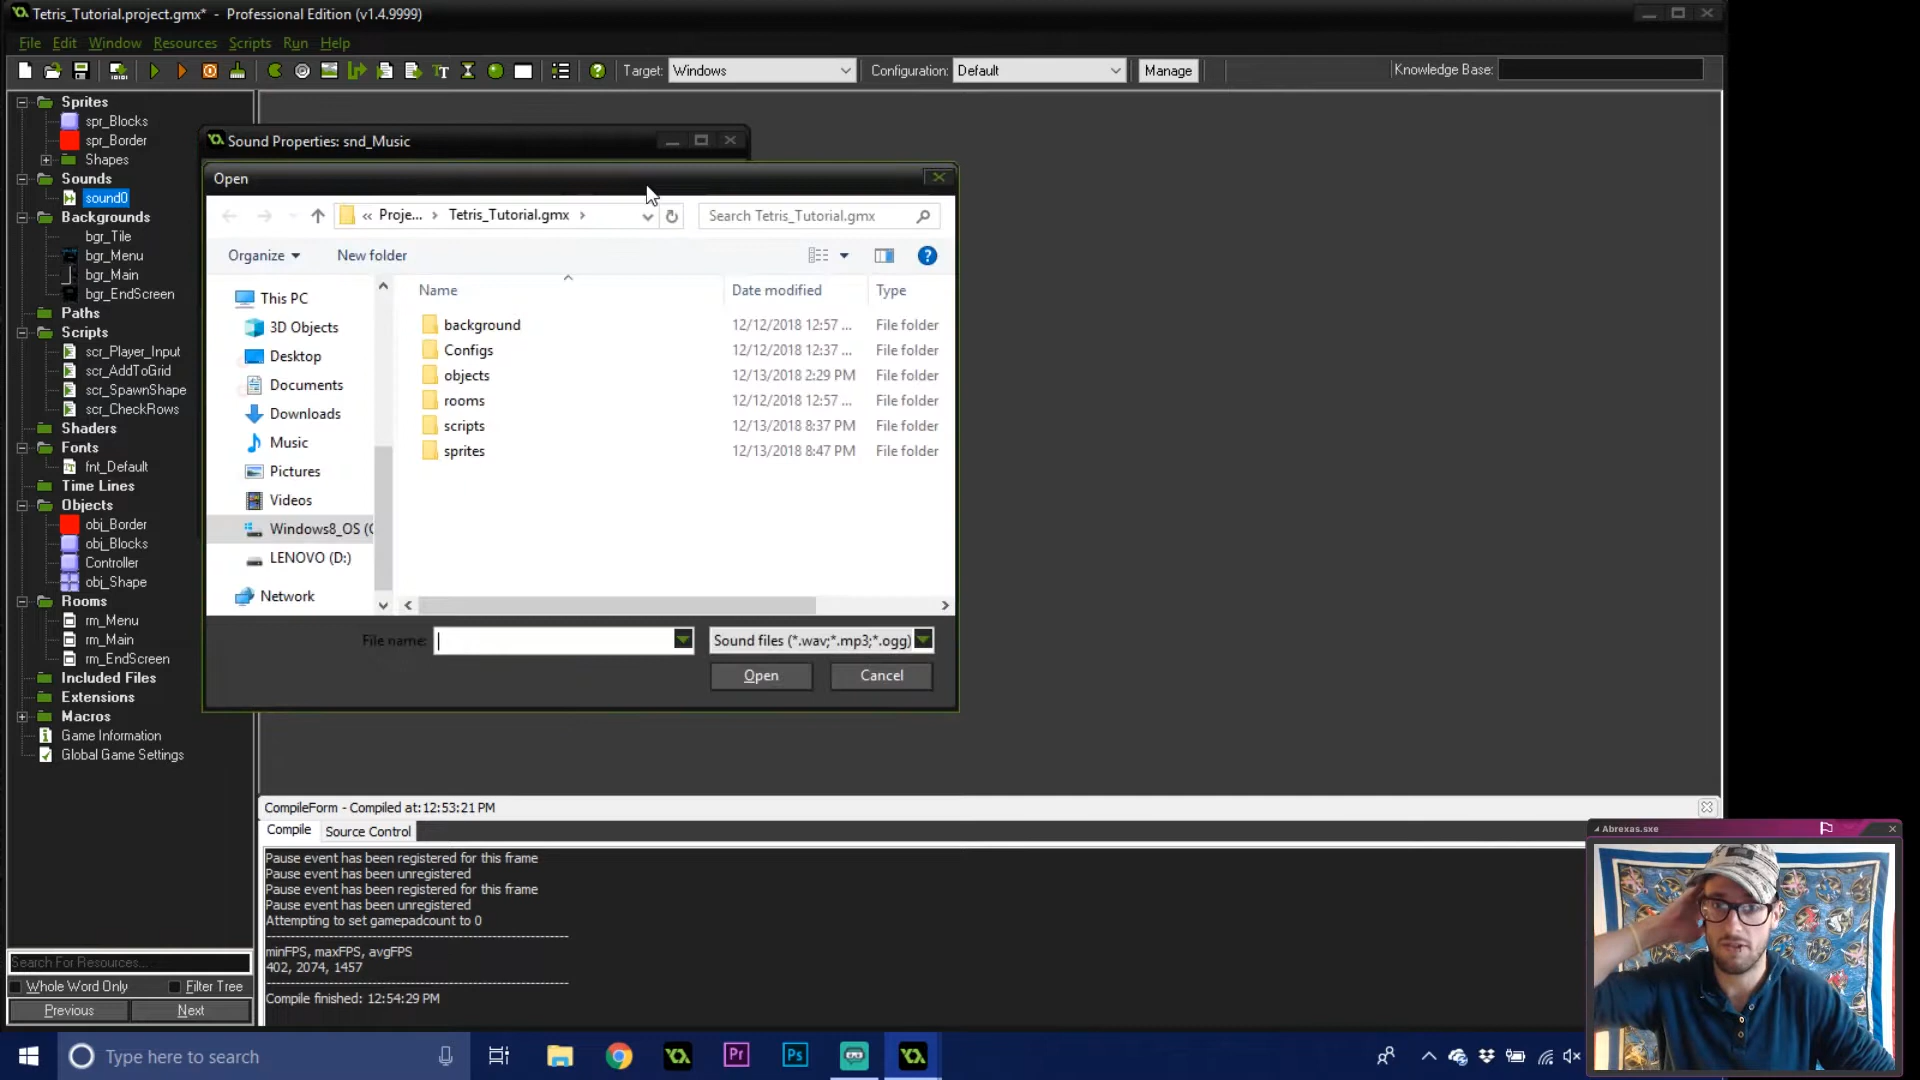 Tetris_Tutorial.project.gmx* - Professional Edition (v1.4.9999)
File Edit Window Resources Scripts Run Help
Target: Windows Configuration: Default Manage Knowledge Base:
Sprites
spr_Blocks
spr_Border
Shapes
Sounds
sound0
Backgrounds
bgr_Tile
bgr_Menu
bgr_Main
bgr_EndScreen
Paths
Scripts
scr_Player_Input
scr_AddToGrid
scr_SpawnShape
scr_CheckRows
Shaders
Fonts
fnt_Default
Time Lines
Objects
obj_Border
obj_Blocks
Controller
obj_Shape
Rooms
rm_Menu
rm_Main
rm_EndScreen
Included Files
Extensions
Macros
Game Information
Global Game Settings
Search For Resources...
Whole Word Only Filter Tree
Previous Next
Sound Properties: snd_Music
Open
« Proje... › Tetris_Tutorial.gmx › Search Tetris_Tutorial.gmx
Organize New folder
This PC
3D Objects
Desktop
Documents
Downloads
Music
Pictures
Videos
Windows8_OS (C
LENOVO (D:)
Network
Name Date modified Type
background 12/12/2018 12:57 ... File folder
Configs 12/12/2018 12:37 ... File folder
objects 12/13/2018 2:29 PM File folder
rooms 12/12/2018 12:57 ... File folder
scripts 12/13/2018 8:37 PM File folder
sprites 12/13/2018 8:47 PM File folder
File name: Sound files (*.wav;*.mp3;*.ogg)
Open Cancel
CompileForm - Compiled at:12:53:21 PM
Compile Source Control
Pause event has been registered for this frame
Pause event has been unregistered
Pause event has been registered for this frame
Pause event has been unregistered
Attempting to set gamepadcount to 0
minFPS, maxFPS, avgFPS
402, 2074, 1457
Compile finished: 12:54:29 PM
Abrexas.sxe
Type here to search
Pr
Ps